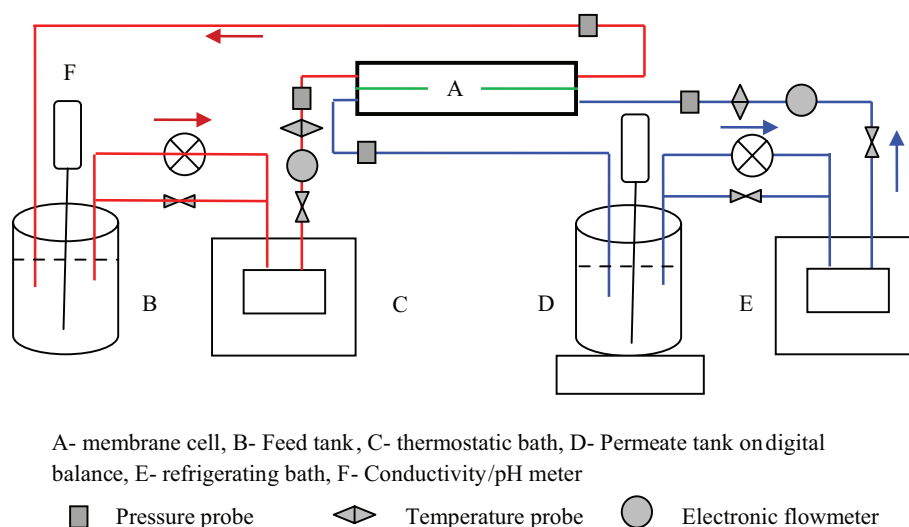 F
A
B
C
D
E
A- membrane cell, B- Feed tank, C- thermostatic bath, D- Permeate tank on digital
balance, E- refrigerating bath, F- Conductivity/pH meter
Pressure probe
Temperature probe
Electronic flowmeter